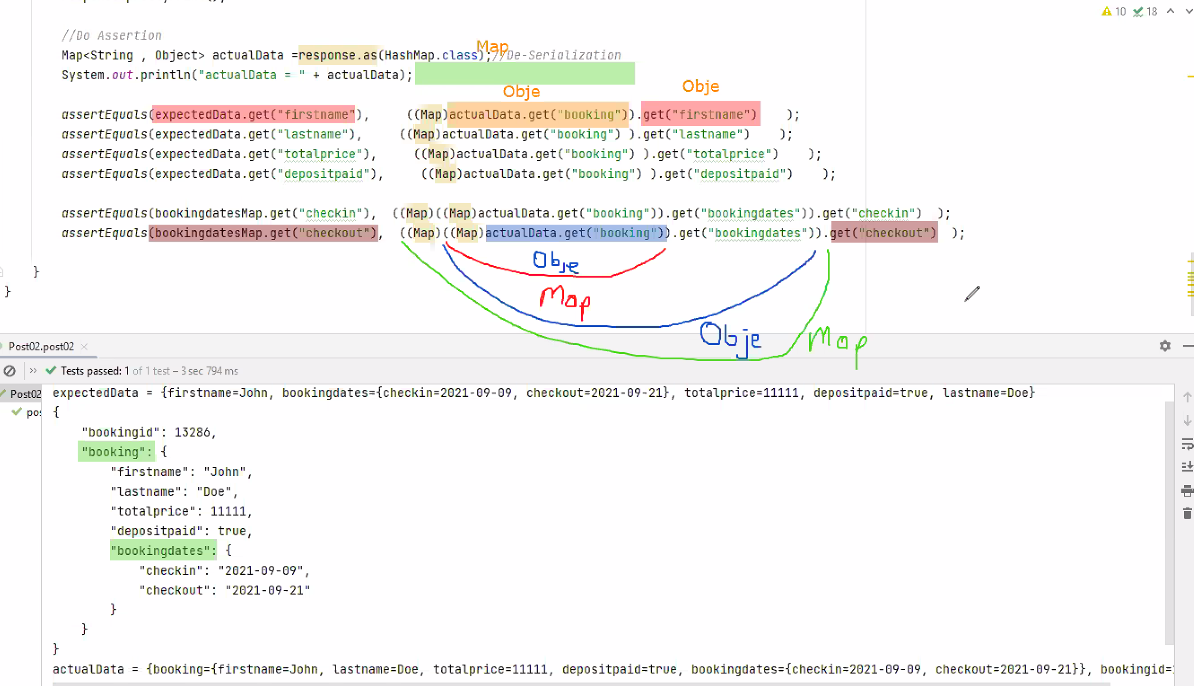 10 18
//Do Assertion
Map
Map<String , Object> actualData =response.as(HashMap.class);//De-Serialization
System.out.println("actualData = " + actualData);
Obje Obje
assertEquals(expectedData.get("firstname"), ((Map)actualData.get("booking")).get("firstname") );
assertEquals(expectedData.get("lastname"), ((Map)actualData.get("booking") ).get("lastname") );
assertEquals(expectedData.get("totalprice"), ((Map)actualData.get("booking") ).get("totalprice") );
assertEquals(expectedData.get("depositpaid"), ((Map)actualData.get("booking") ).get("depositpaid") );
assertEquals(bookingdatesMap.get("checkin"), ((Map)((Map)actualData.get("booking")).get("bookingdates")).get("checkin") );
assertEquals(bookingdatesMap.get("checkout"), ((Map)((Map)actualData.get("booking")).get("bookingdates")).get("checkout") );
Obje
}
Map
}
Obje Map
Post02.post02 ×
» Tests passed: 1 of 1 test – 3 sec 794 ms
Post02 expectedData = {firstname=John, bookingdates={checkin=2021-09-09, checkout=2021-09-21}, totalprice=11111, depositpaid=true, lastname=Doe}
{
"bookingid": 13286,
"booking": {
"firstname": "John",
"lastname": "Doe",
"totalprice": 11111,
"depositpaid": true,
"bookingdates": {
"checkin": "2021-09-09",
"checkout": "2021-09-21"
}
}
}
actualData = {booking={firstname=John, lastname=Doe, totalprice=11111, depositpaid=true, bookingdates={checkin=2021-09-09, checkout=2021-09-21}}, bookingid=